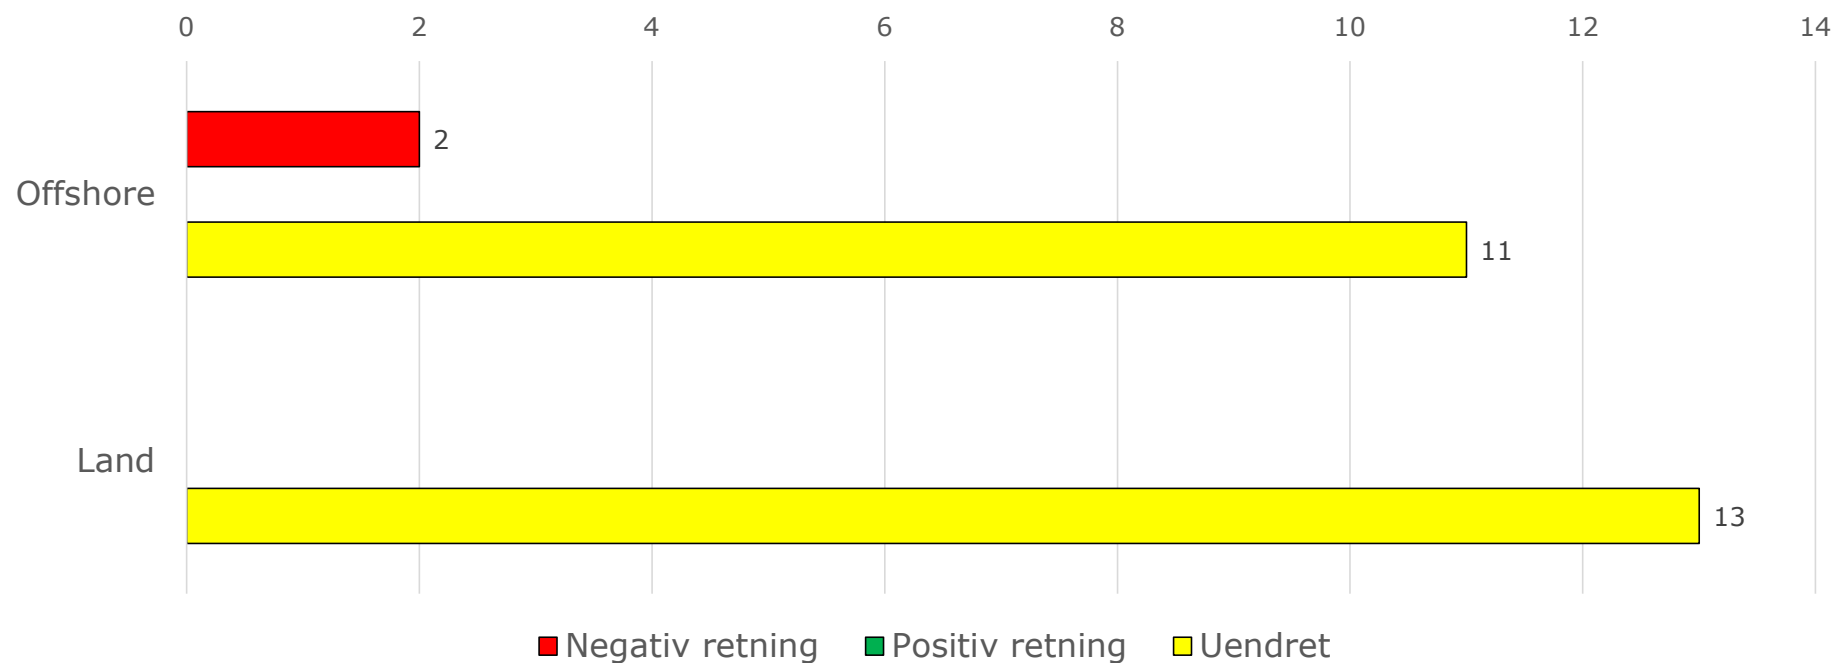 0 2 4 6 8 10 12 14
2
Offshore
11
Land
13
Negativ retning Positiv retning Uendret